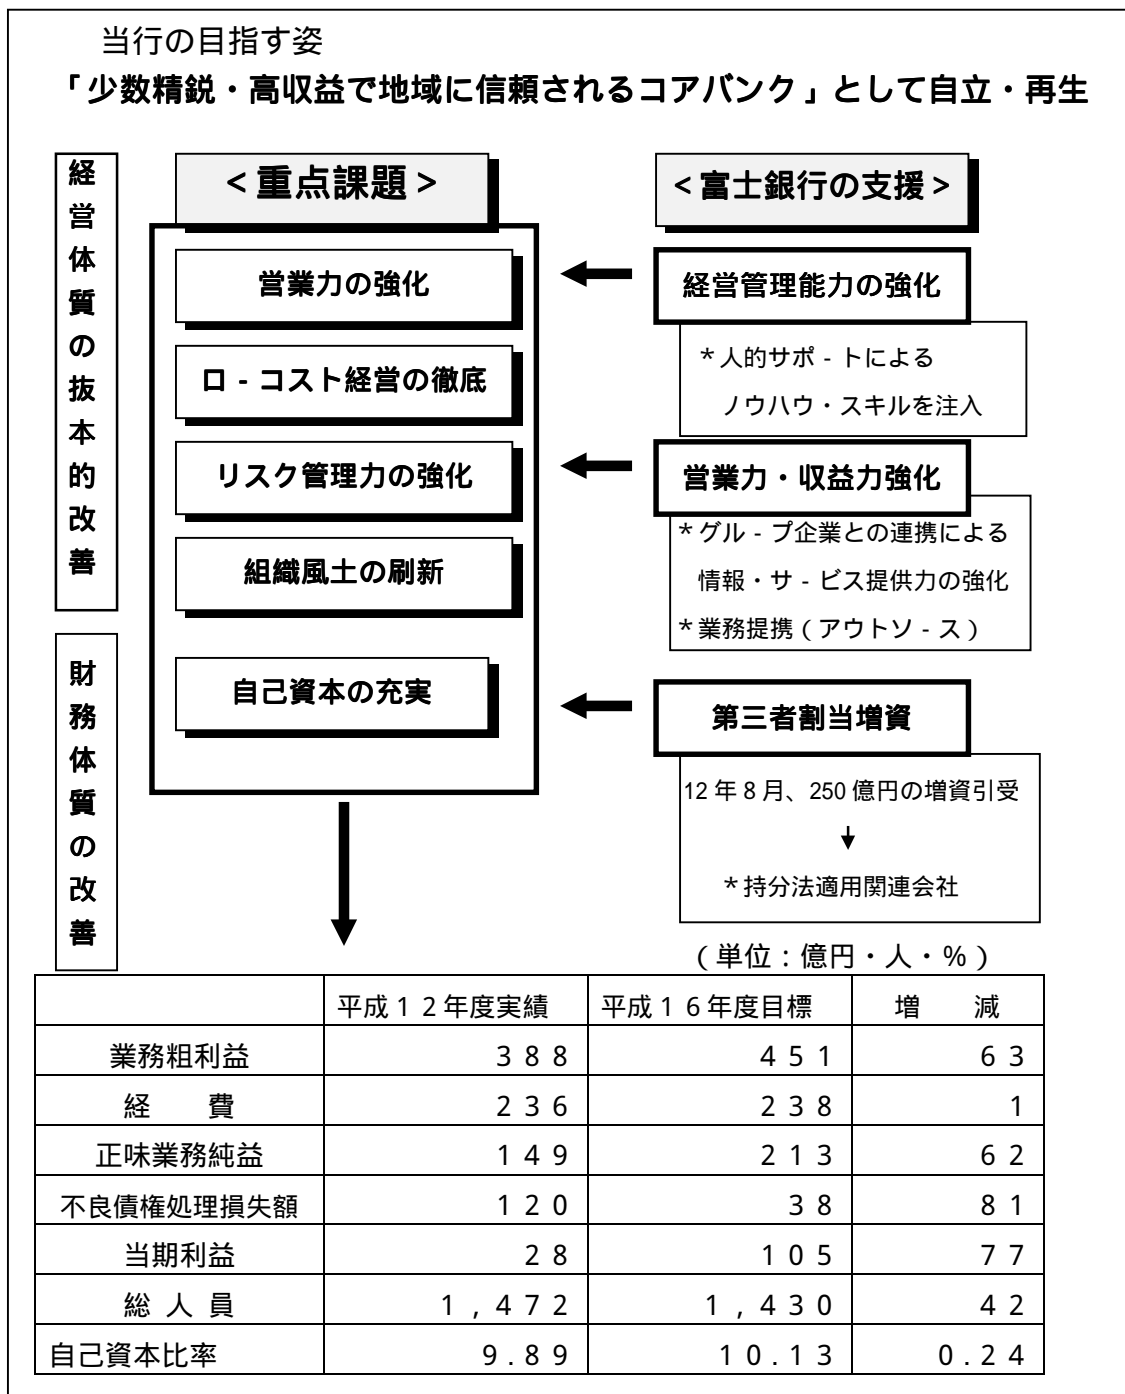 当行の目指す姿
「少数精鋭・高収益で地域に信頼されるコアバンク」として自立・再生
経営体質の抜本的改善
財務体質の改善
<重点課題>
営業力の強化
ロ‐コスト経営の徹底
リスク管理力の強化
組織風土の刷新
自己資本の充実
<富士銀行の支援>
経営管理能力の強化
*人的サポ‐トによる
ノウハウ・スキルを注入
営業力・収益力強化
*グル‐プ企業との連携による
情報・サ‐ビス提供力の強化
*業務提携(アウトソ‐ス)
第三者割当増資
12年8月、250億円の増資引受
*持分法適用関連会社
(単位:億円・人・%)
平成12年度実績 平成16年度目標 増 減
業務粗利益 388 451 63
経 費 236 238 1
正味業務純益 149 213 62
不良債権処理損失額 120 38 81
当期利益 28 105 77
総 人 員 1,472 1,430 42
自己資本比率 9.89 10.13 0.24